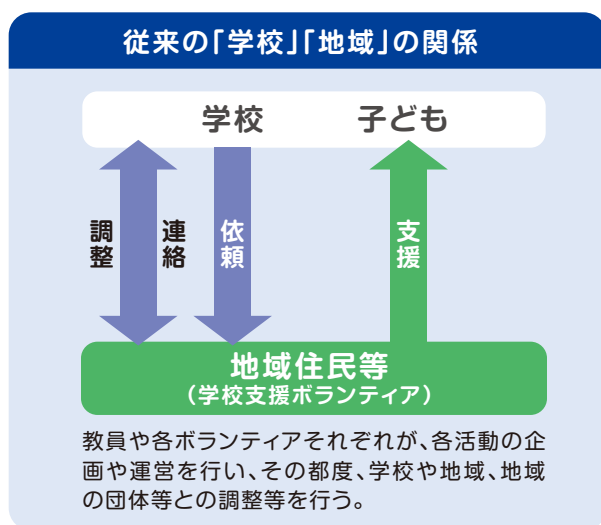 従来の「学校」「地域」の関係
学校 子ども
調整 連絡 依頼 支援
地域住民等
（学校支援ボランティア）
教員や各ボランティアそれぞれが、各活動の企
画や運営を行い、その都度、学校や地域、地域
の団体等との調整等を行う。